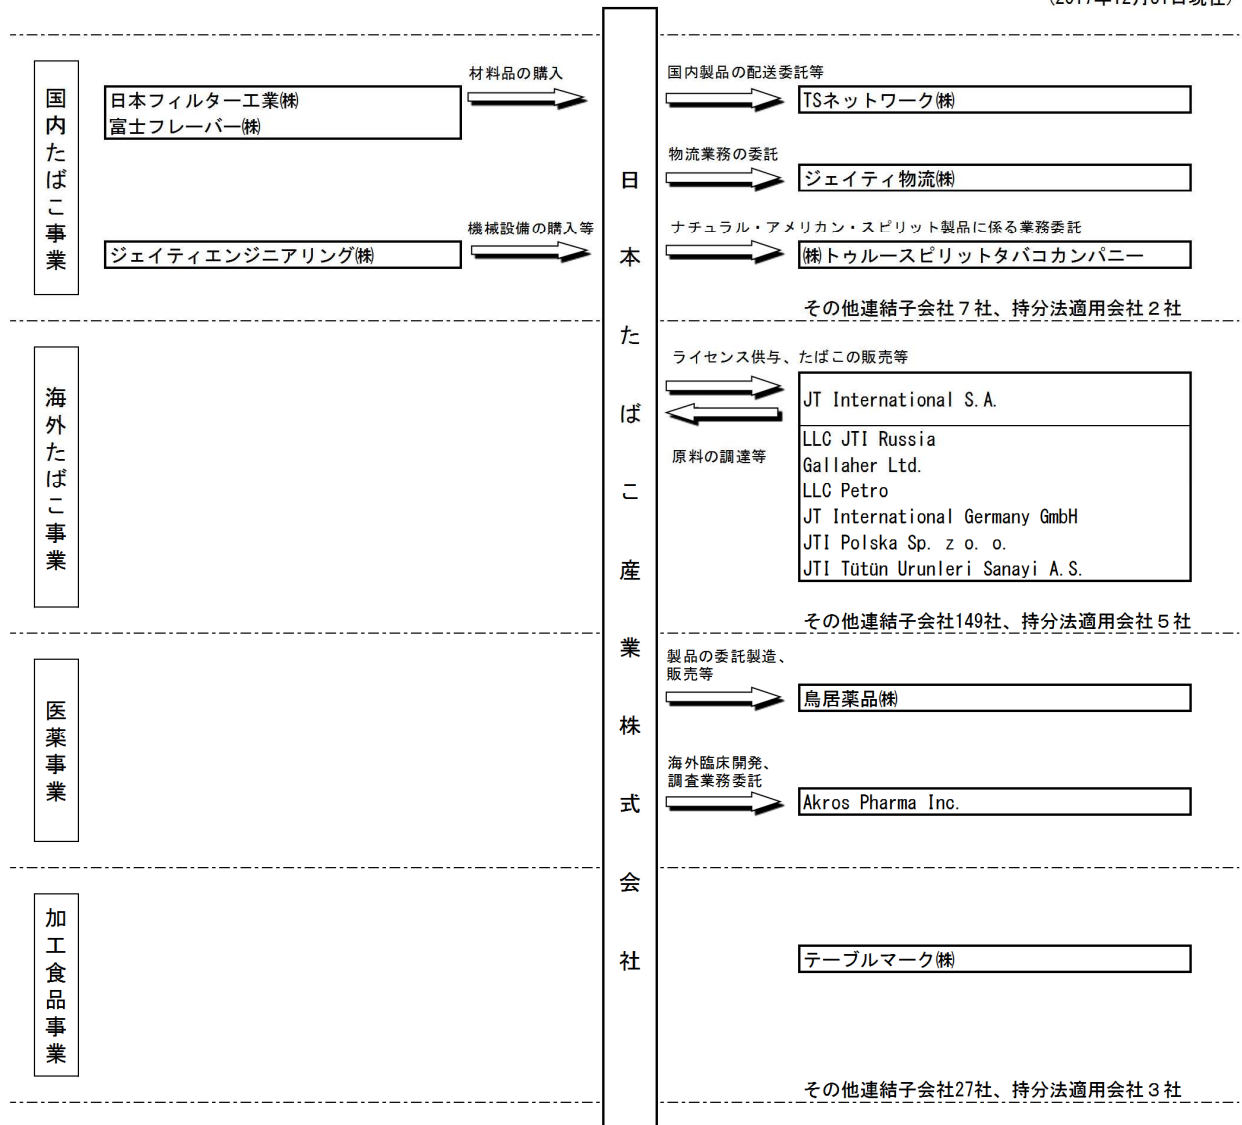 (2017年12月31日現在)
国内たばこ事業
材料品の購入
日本フィルター工業㈱
富士フレーバー㈱
機械設備の購入等
ジェイティエンジニアリング㈱
日本たばこ産業株式会社
国内製品の配送委託等
TSネットワーク㈱
物流業務の委託
ジェイティ物流㈱
ナチュラル・アメリカン・スピリット製品に係る業務委託
㈱トゥルースピリットタバコカンパニー
その他連結子会社７社、持分法適用会社２社
海外たばこ事業
ライセンス供与、たばこの販売等
JT International S.A.
原料の調達等
LLC JTI Russia
Gallaher Ltd.
LLC Petro
JT International Germany GmbH
JTI Polska Sp. z o. o.
JTI Tütün Urunleri Sanayi A.S.
その他連結子会社149社、持分法適用会社５社
医薬事業
製品の委託製造、
販売等
鳥居薬品㈱
海外臨床開発、
調査業務委託
Akros Pharma Inc.
加工食品事業
テーブルマーク㈱
その他連結子会社27社、持分法適用会社３社